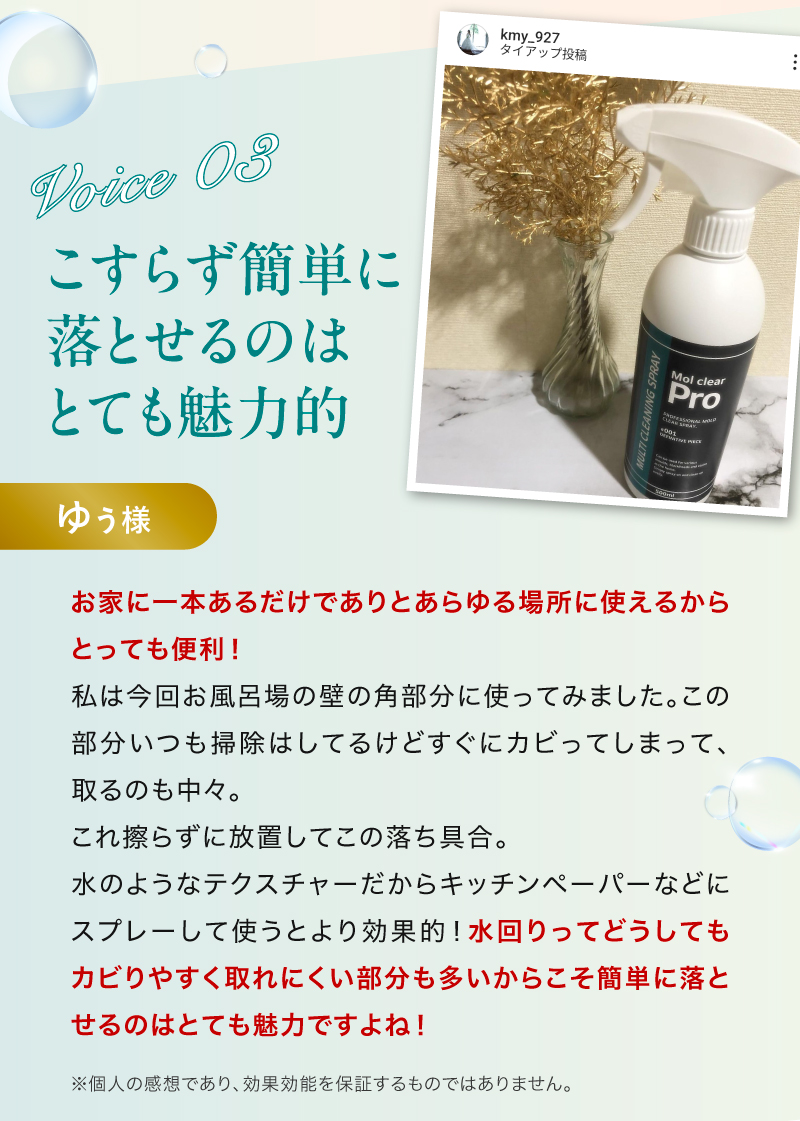 kmy_927
タイアップ投稿
Voice 03
こすらず簡単に
落とせるのは
とても魅力的
MULTI CLEANING SPRAY
Mol clear
Pro
PROFESSIONAL MOLD
CLEAR SPRAY.
#001
DEFINITIVE PIECE
500ml
ゆぅ様
お家に一本あるだけでありとあらゆる場所に使えるから
とっても便利！
私は今回お風呂場の壁の角部分に使ってみました。この
部分いつも掃除はしてるけどすぐにカビってしまって、
取るのも中々。
これ擦らずに放置してこの落ち具合。
水のようなテクスチャーだからキッチンペーパーなどに
スプレーして使うとより効果的！水回りってどうしても
カビりやすく取れにくい部分も多いからこそ簡単に落と
せるのはとても魅力ですよね！
※個人の感想であり、効果効能を保証するものではありません。